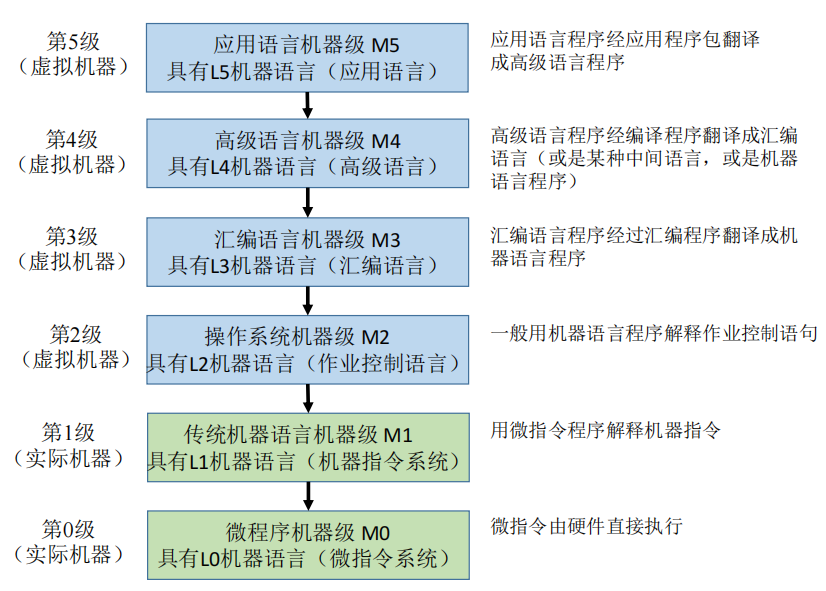 第5级
（虚拟机器）
应用语言机器级 M5
具有L5机器语言（应用语言）
应用语言程序经应用程序包翻译
成高级语言程序
第4级
（虚拟机器）
高级语言机器级 M4
具有L4机器语言（高级语言）
高级语言程序经编译程序翻译成汇编
语言（或是某种中间语言，或是机器
语言程序）
第3级
（虚拟机器）
汇编语言机器级 M3
具有L3机器语言（汇编语言）
汇编语言程序经过汇编程序翻译成机
器语言程序
第2级
（虚拟机器）
操作系统机器级 M2
具有L2机器语言（作业控制语言）
一般用机器语言程序解释作业控制语句
第1级
（实际机器）
传统机器语言机器级 M1
具有L1机器语言（机器指令系统）
用微指令程序解释机器指令
第0级
（实际机器）
微程序机器级 M0
具有L0机器语言（微指令系统）
微指令由硬件直接执行